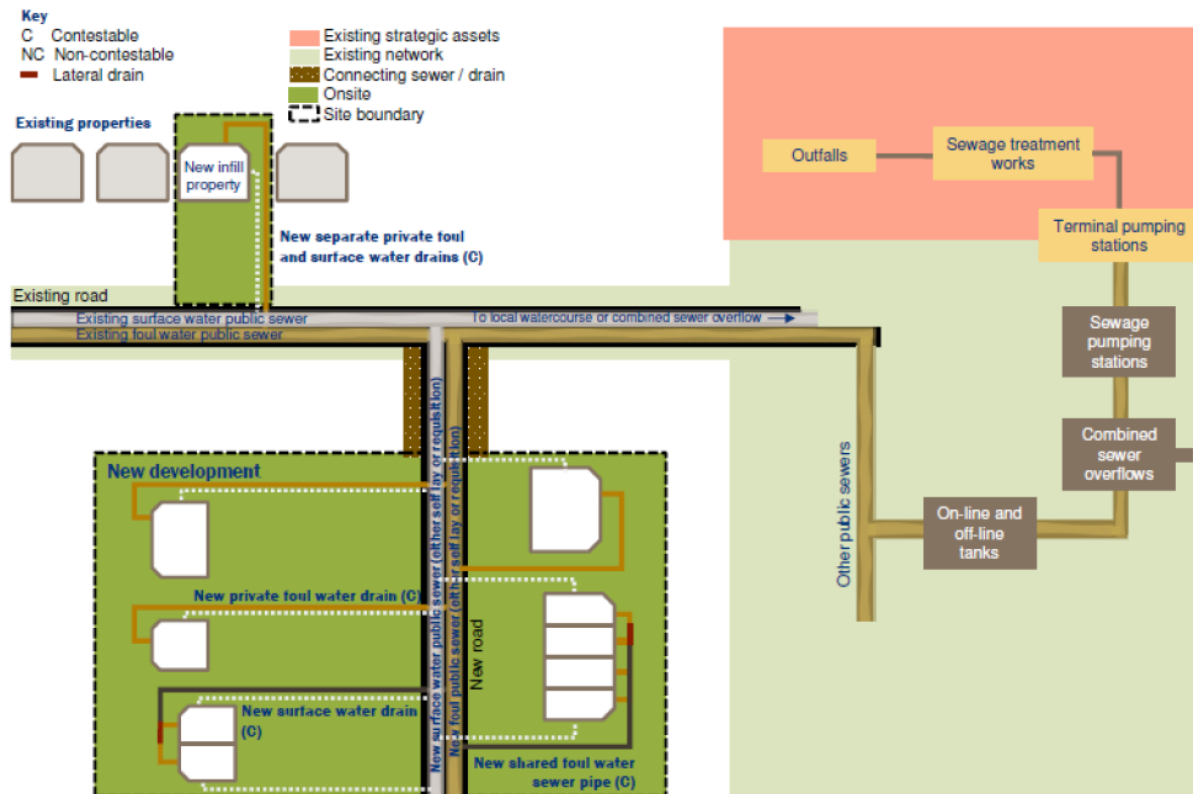 Key
C Contestable
NC Non-contestable
Lateral drain
Existing strategic assets
Existing network
Connecting sewer / drain
Onsite
Site boundary
Existing properties
New infill
property
New separate private foul
and surface water drains (C)
Existing road
Existing surface water public sewer
To local watercourse or combined sewer overflow
Existing foul water public sewer
Outfalls
Sewage treatment
works
Terminal pumping
stations
Sewage
pumping
stations
Combined
sewer
overflows
On-line and
off-line
tanks
Other public sewers
New development
New surface water public sewer (either self lay or requisition)
New foul public sewer (either self lay or requisition)
New road
New private foul water drain (C)
New surface water drain
(C)
New shared foul water
sewer pipe (C)